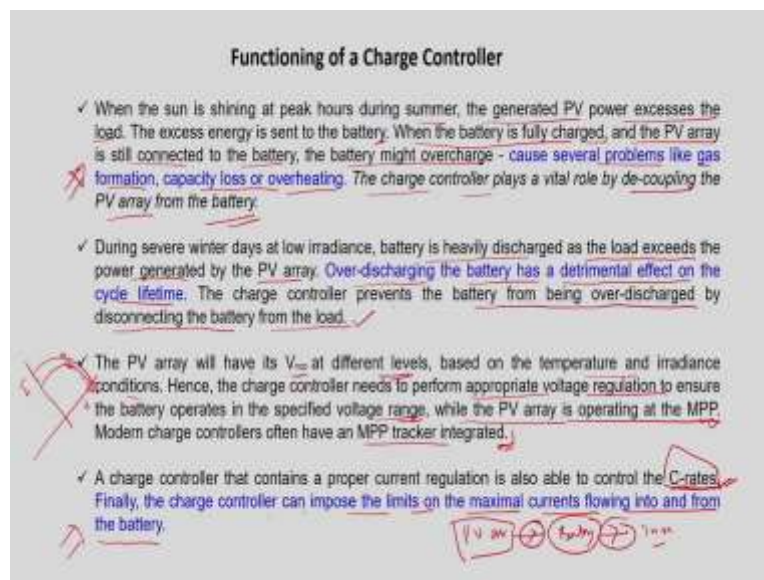 Functioning of a Charge Controller
✓ When the sun is shining at peak hours during summer, the generated PV power excesses the
load. The excess energy is sent to the battery. When the battery is fully charged, and the PV array
is still connected to the battery, the battery might overcharge - cause several problems like gas
formation, capacity loss or overheating. The charge controller plays a vital role by de-coupling the
PV array from the battery.
✓ During severe winter days at low irradiance, battery is heavily discharged as the load exceeds the
power generated by the PV array. Over-discharging the battery has a detrimental effect on the
cycle lifetime. The charge controller prevents the battery from being over-discharged by
disconnecting the battery from the load.
✓ The PV array will have its V at different levels, based on the temperature and irradiance
conditions. Hence, the charge controller needs to perform appropriate voltage regulation to ensure
the battery operates in the specified voltage range, while the PV array is operating at the MPP.
Modern charge controllers often have an MPP tracker integrated.
✓ A charge controller that contains a proper current regulation is also able to control the C-rates.
Finally, the charge controller can impose the limits on the maximal currents flowing into and from
the battery.
PV